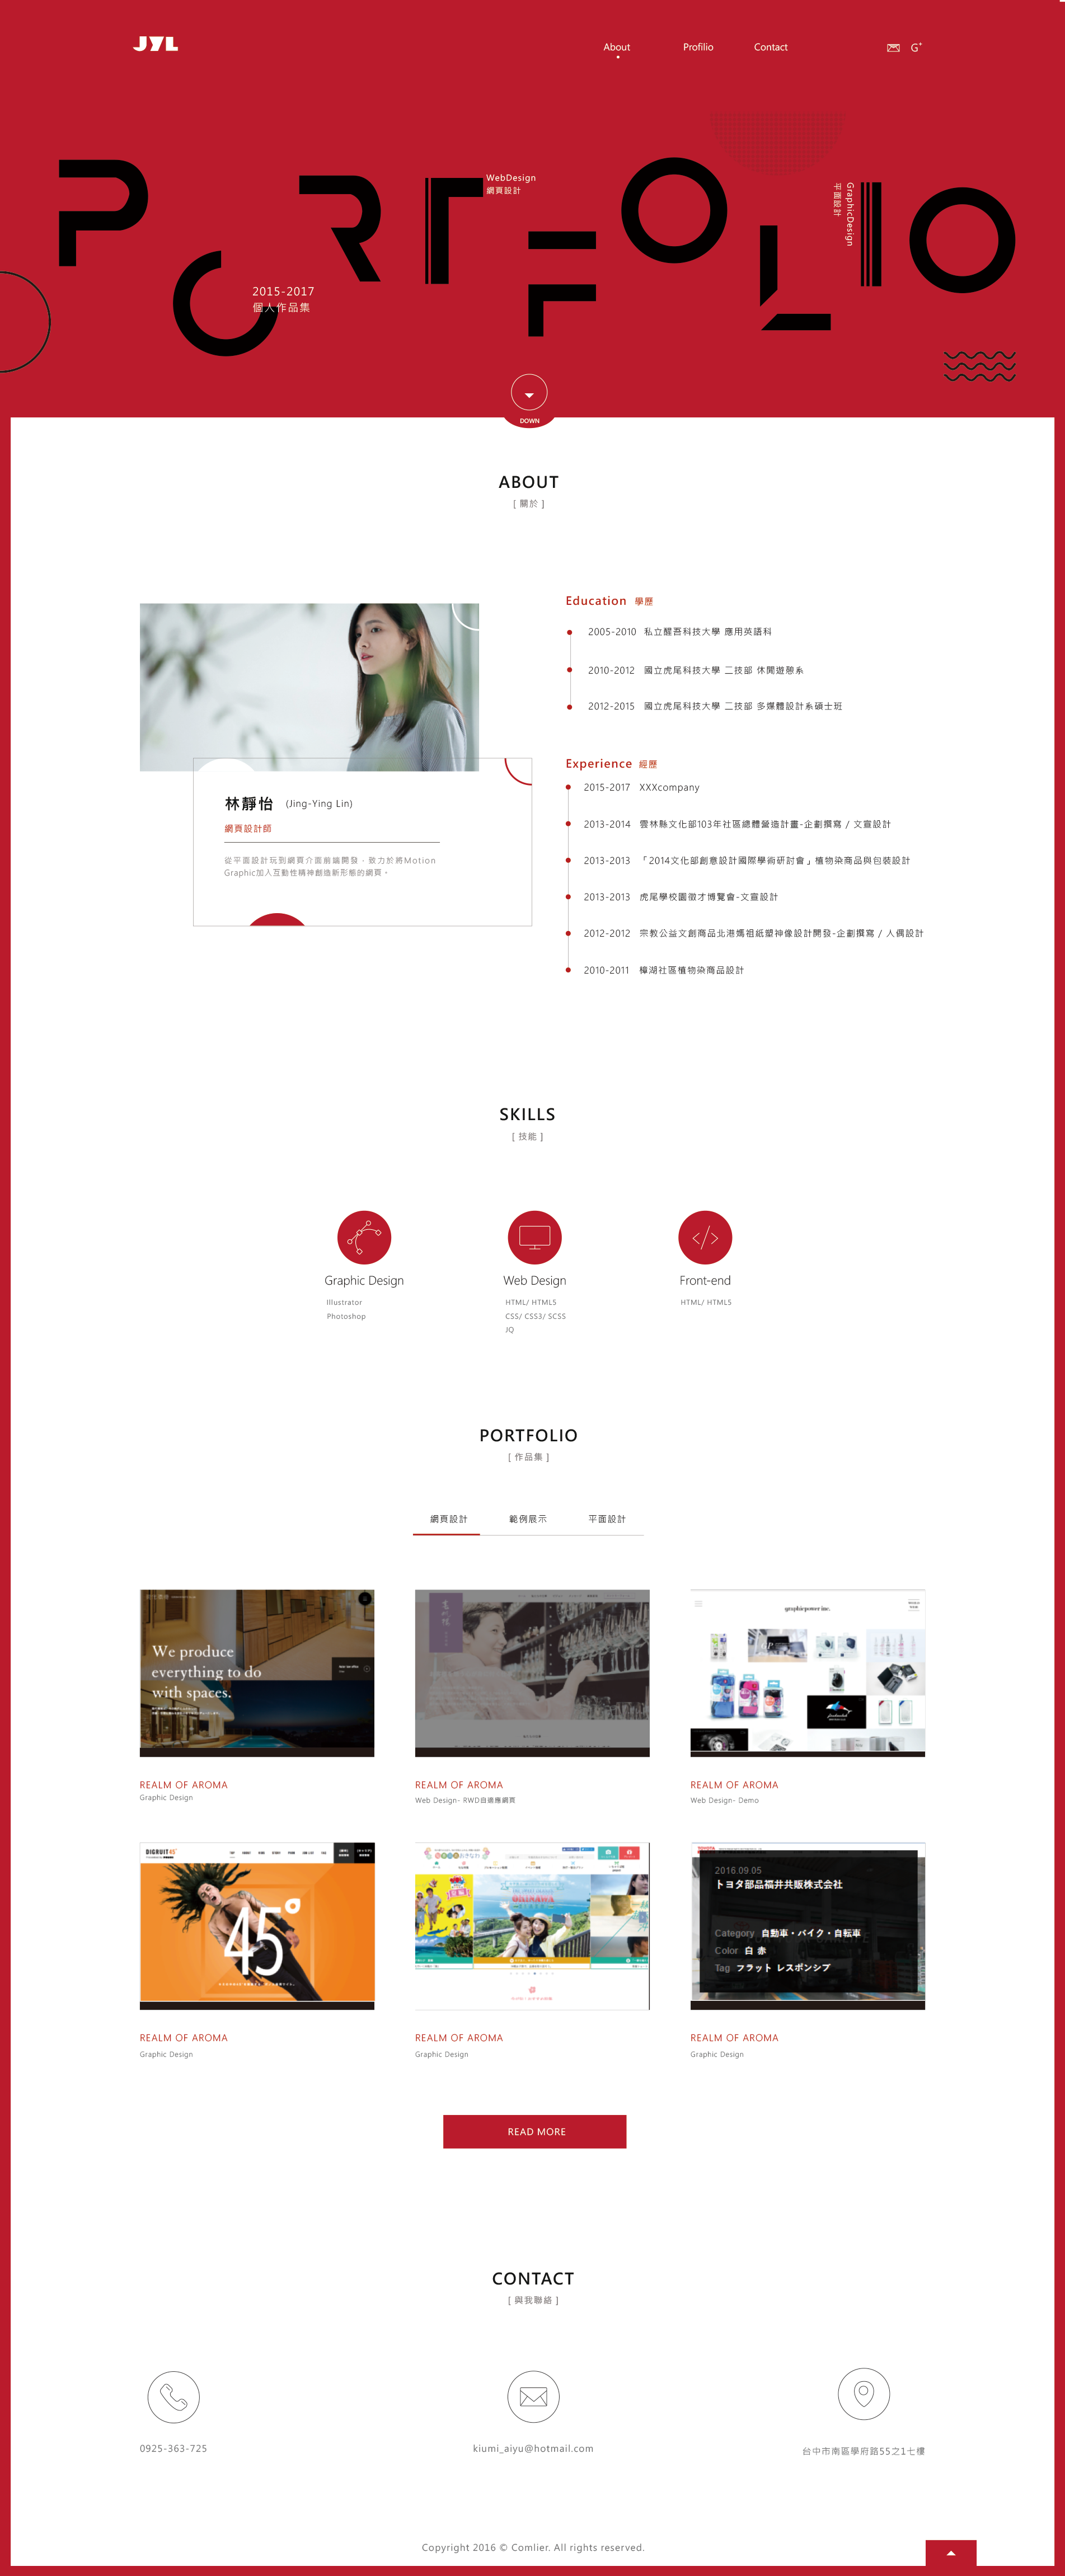 JYL
About
Profilio
Contact
G+
PORTFOLIO
WebDesign
網頁設計
GraphicDesign
平面設計
2015-2017
個人作品集
DOWN
ABOUT
[ 關於 ]
林靜怡 (Jing-Ying Lin)
網頁設計師
從平面設計玩到網頁介面前端開發，致力於將Motion
Graphic加人互動性精神創造新形態的網頁。
Education 學歷
2005-2010 私立醒吾科技大學 應用英語科
2010-2012 國立虎尾科技大學 二技部 休閒遊憩系
2012-2015 國立虎尾科技大學 二技部 多媒體設計系碩士班
Experience 經歷
2015-2017 XXXcompany
2013-2014 雲林縣文化部103年社區總體營造計畫-企劃撰寫 / 文宣設計
2013-2013 「2014文化部創意設計國際學術研討會」植物染商品與包裝設計
2013-2013 虎尾學校園徵才博覽會-文宣設計
2012-2012 宗教公益文創商品北港媽祖紙塑神像設計開發-企劃撰寫 / 人偶設計
2010-2011 樟湖社區植物染商品設計
SKILLS
[ 技能 ]
Graphic Design
Illustrator
Photoshop
Web Design
HTML/ HTML5
CSS/ CSS3/ SCSS
JQ
Front-end
HTML/ HTML5
PORTFOLIO
[ 作品集 ]
網頁設計
範例展示
平面設計
We produce
everything to do
with spaces.
graphicpower inc.
REALM OF AROMA
Graphic Design
REALM OF AROMA
Web Design- RWD自適應網頁
REALM OF AROMA
Web Design- Demo
DIGRUIT45°
45°
OKINAWA
2016.09.05
トヨタ部品福井共販株式会社
Category 自動車・バイク・自転車
Color 白 赤
Tag フラット レスポンシブ
REALM OF AROMA
Graphic Design
REALM OF AROMA
Graphic Design
REALM OF AROMA
Graphic Design
READ MORE
CONTACT
[ 與我聯絡 ]
0925-363-725
kiumi_aiyu@hotmail.com
台中市南區學府路55之1七樓
Copyright 2016 © Comlier. All rights reserved.